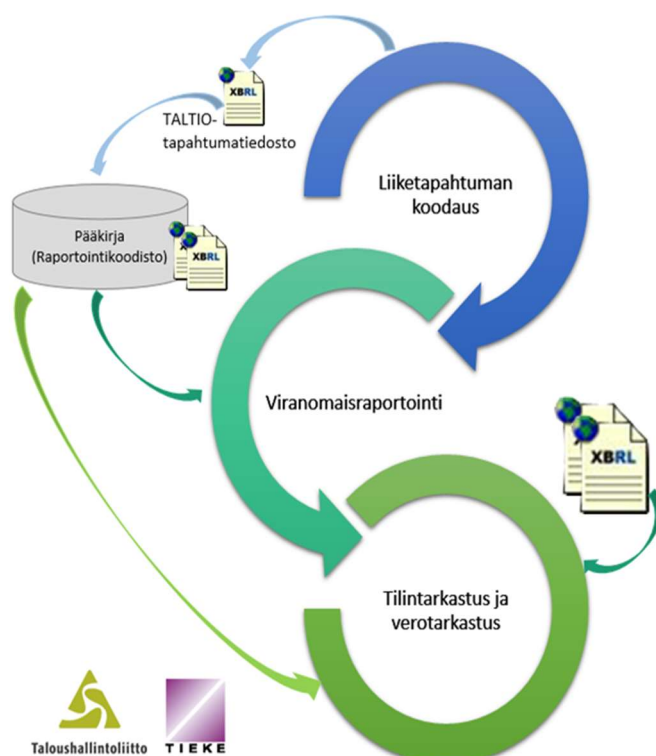 XBRL
TALTIO-
tapahtumatiedosto
Liiketapahtuman
koodaus
Pääkirja
(Raportointikoodisto)
XBRL
Viranomaisraportointi
XBRL
Tilintarkastus ja
verotarkastus
Taloushallintoliitto
TIEKE